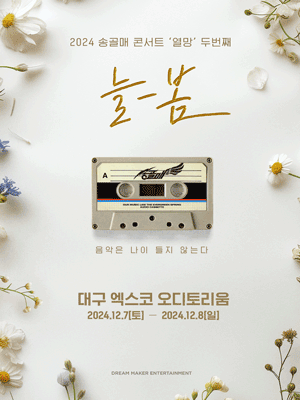 2024 송골매 콘서트 '열망' 두번째
늘-봄
송골매
A
음악은 나이 들지 않는다
대구 엑스코 오디토리움
2024.12.7[토] — 2024.12.8[일]
DREAM MAKER ENTERTAINMENT